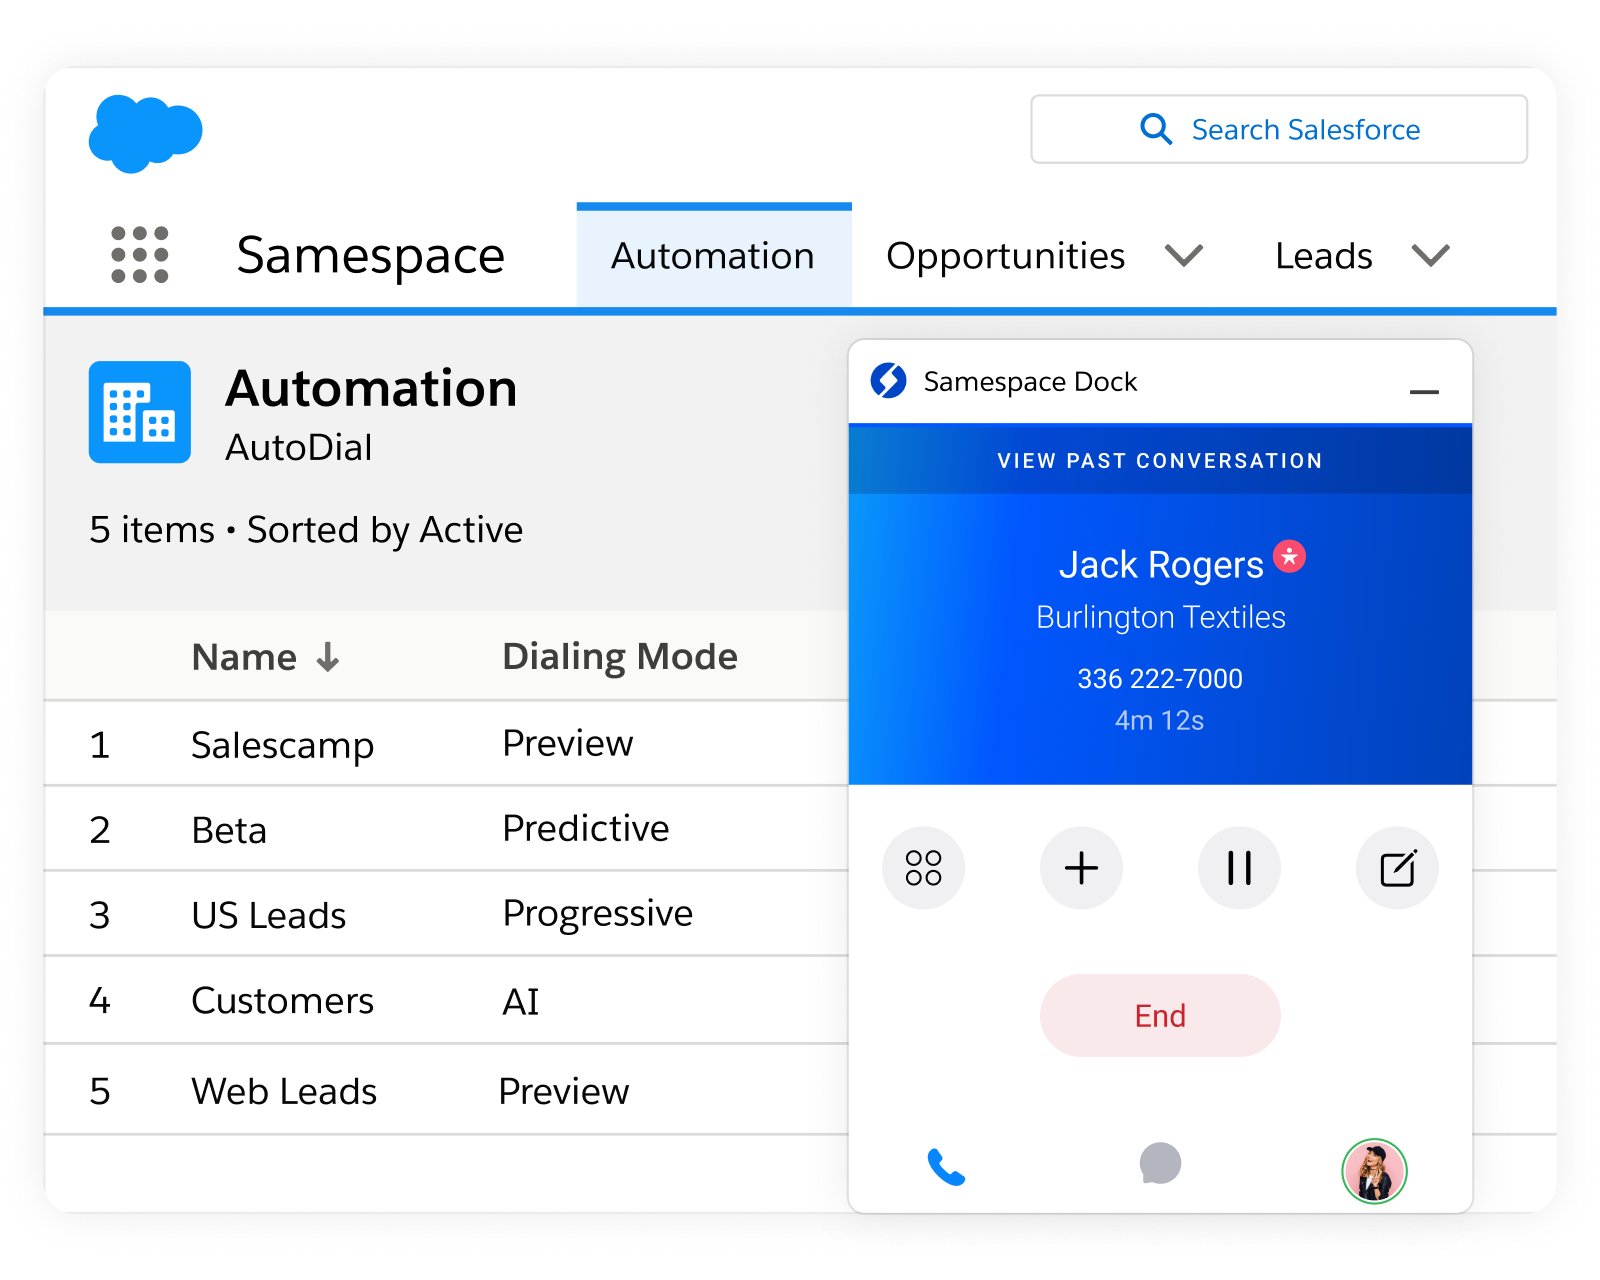 Search Salesforce
Samespace
Automation
Opportunities
Leads
Automation
AutoDial
5 items • Sorted by Active
Name
Dialing Mode
1 Salescamp Preview
2 Beta Predictive
3 US Leads Progressive
4 Customers AI
5 Web Leads Preview
Samespace Dock
VIEW PAST CONVERSATION
Jack Rogers
Burlington Textiles
336 222-7000
4m 12s
End